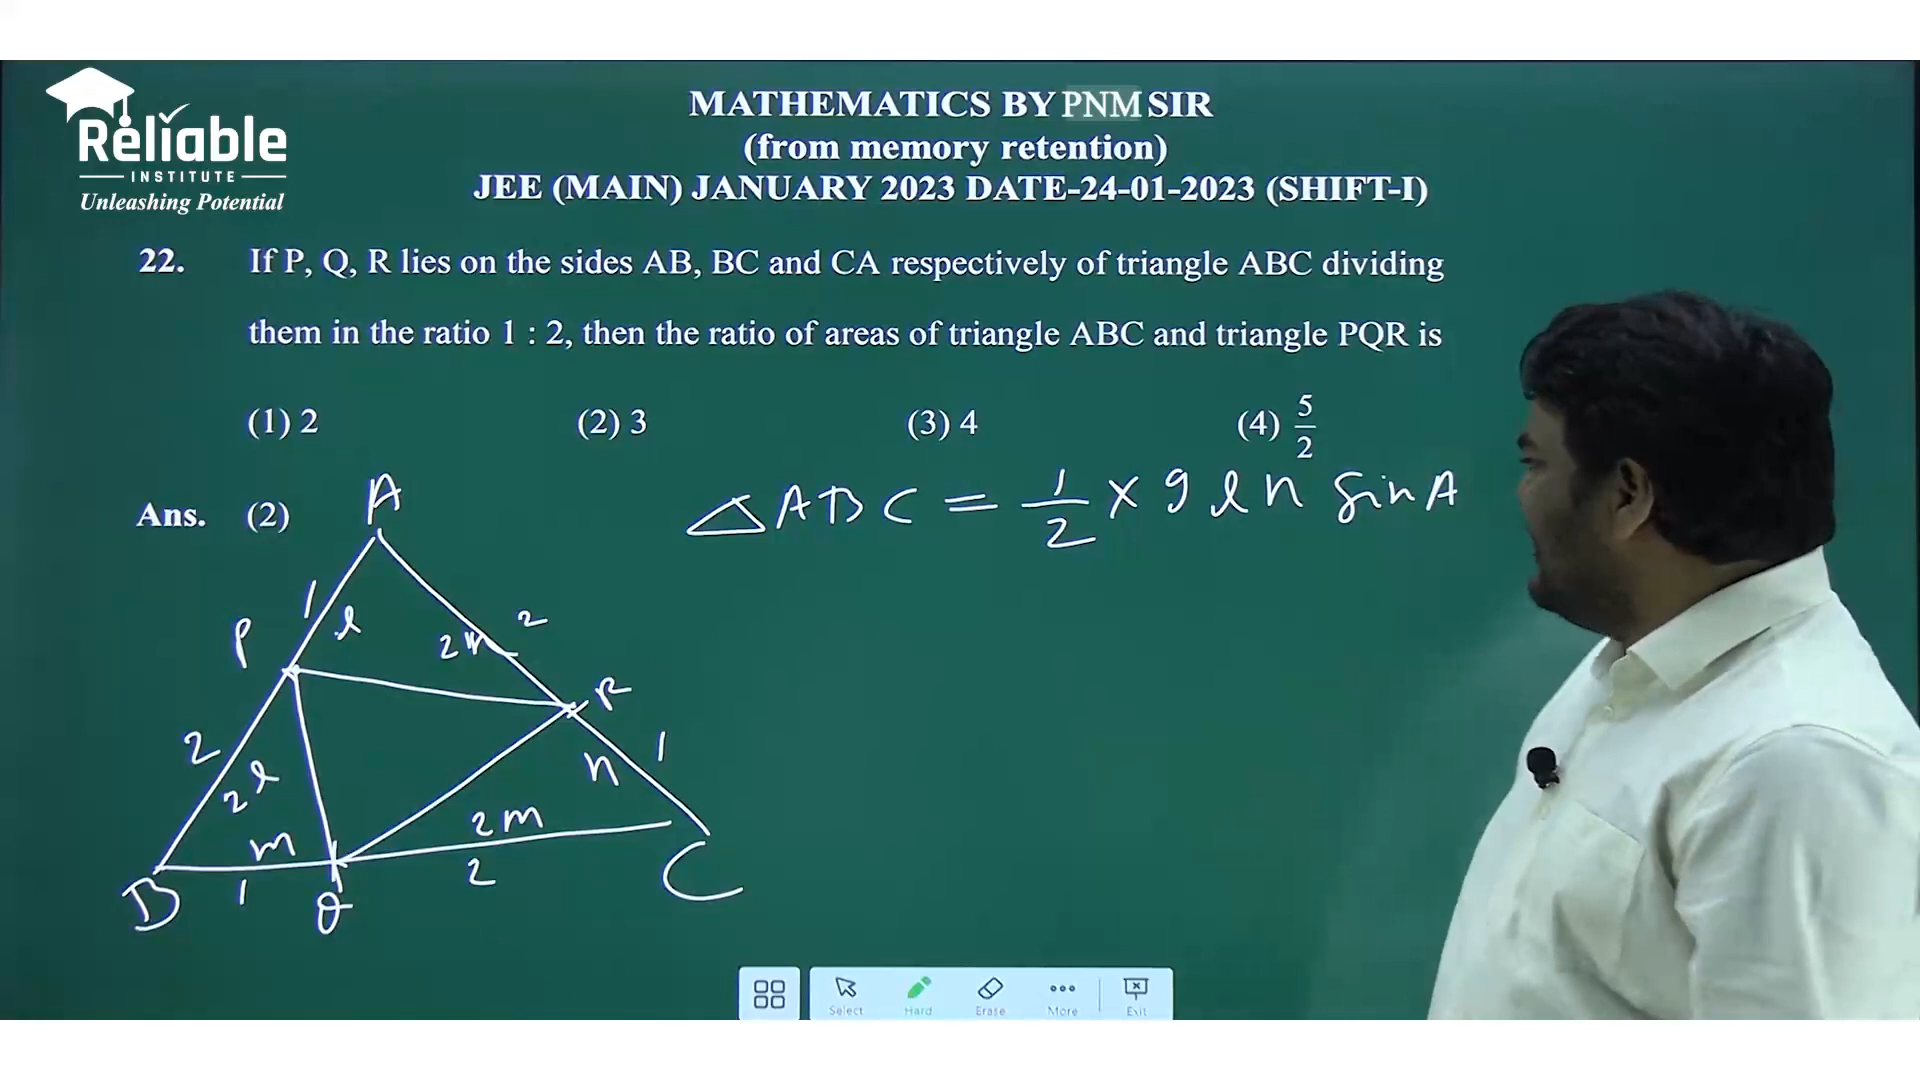 Reliable
INSTITUTE
Unleashing Potential
MATHEMATICS BY PNM SIR
(from memory retention)
JEE (MAIN) JANUARY 2023 DATE-24-01-2023 (SHIFT-I)
22. If P, Q, R lies on the sides AB, BC and CA respectively of triangle ABC dividing
them in the ratio 1 : 2, then the ratio of areas of triangle ABC and triangle PQR is
(1) 2 (2) 3 (3) 4 (4) 5/2
Ans. (2)
△ABC = 1/2 × 9 l n sin A
A
1
P l 2n 2
R
2 1
2l n
m 2m
B 1 Q 2 C
Select Hard Erase More Exit